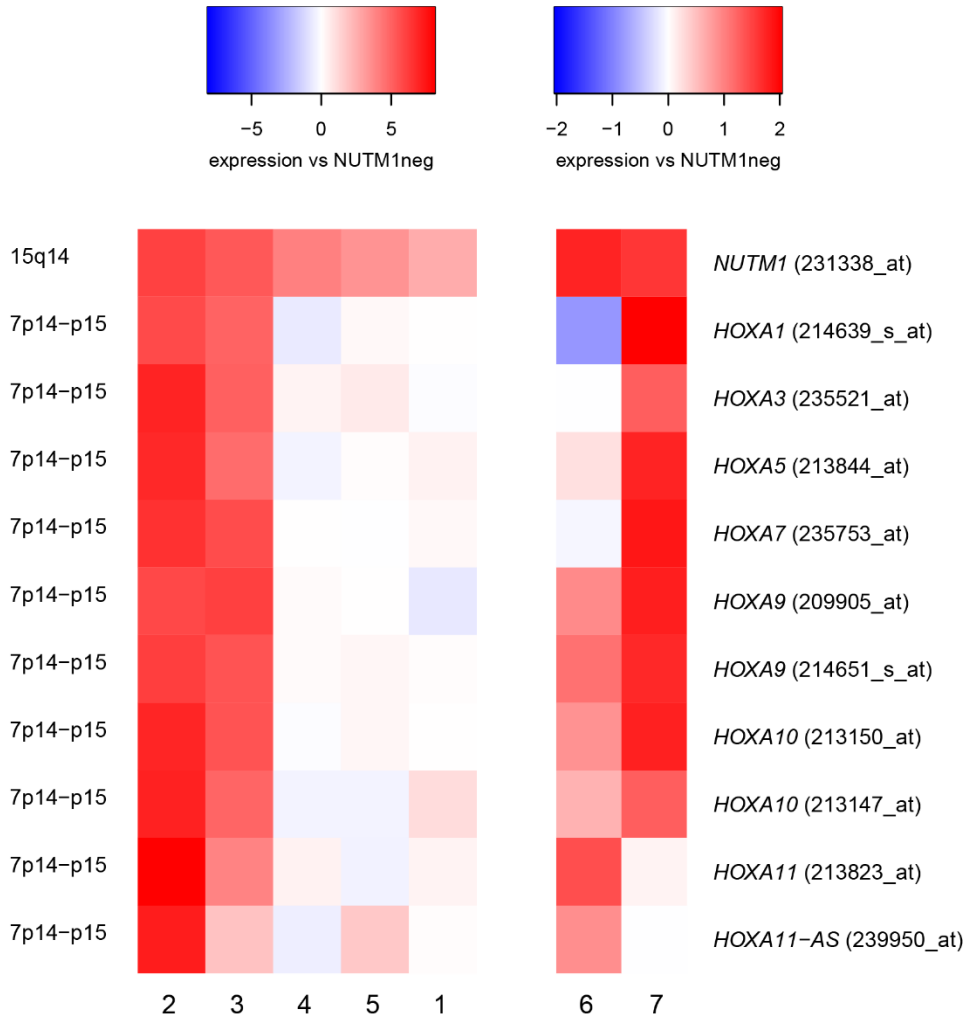 −5 0 5
expression vs NUTM1neg
−2 −1 0 1 2
expression vs NUTM1neg
15q14
NUTM1 (231338_at)
7p14−p15
HOXA1 (214639_s_at)
7p14−p15
HOXA3 (235521_at)
7p14−p15
HOXA5 (213844_at)
7p14−p15
HOXA7 (235753_at)
7p14−p15
HOXA9 (209905_at)
7p14−p15
HOXA9 (214651_s_at)
7p14−p15
HOXA10 (213150_at)
7p14−p15
HOXA10 (213147_at)
7p14−p15
HOXA11 (213823_at)
7p14−p15
HOXA11−AS (239950_at)
2 3 4 5 1 6 7